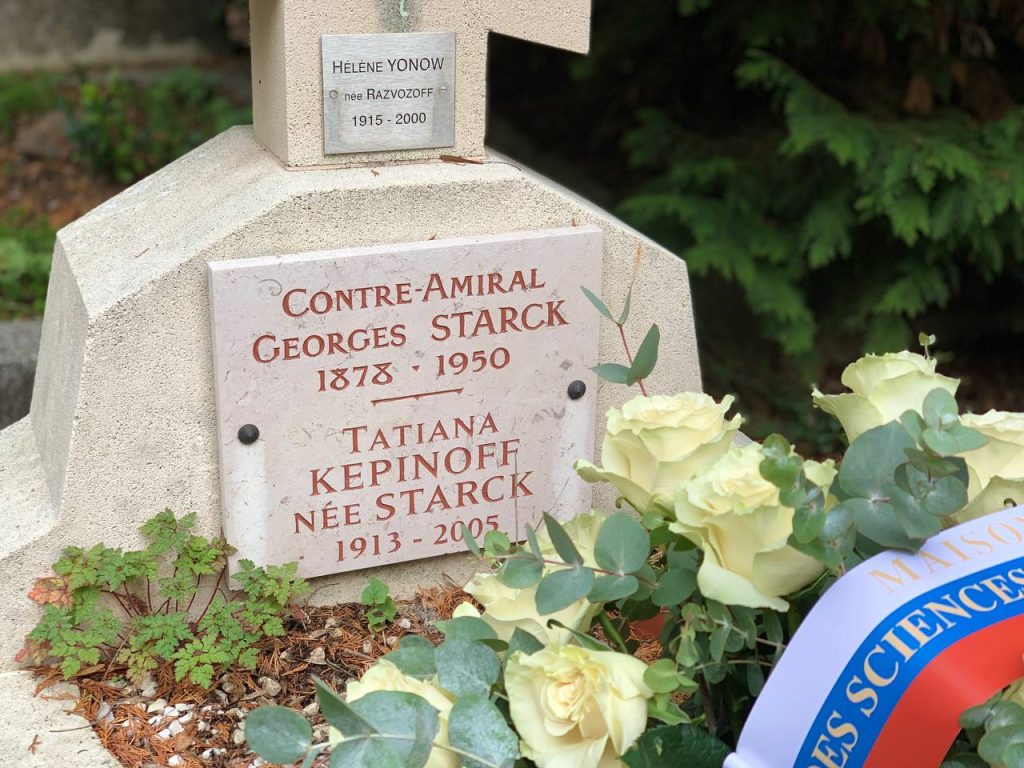 HÉLÈNE YONOW
NÉE RAZVOZOFF
1915 - 2000
CONTRE-AMIRAL
GEORGES STARCK
1878 · 1950
TATIANA
KEPINOFF
NÉE STARCK
1913 - 2005
MAISON
DES SCIENCES